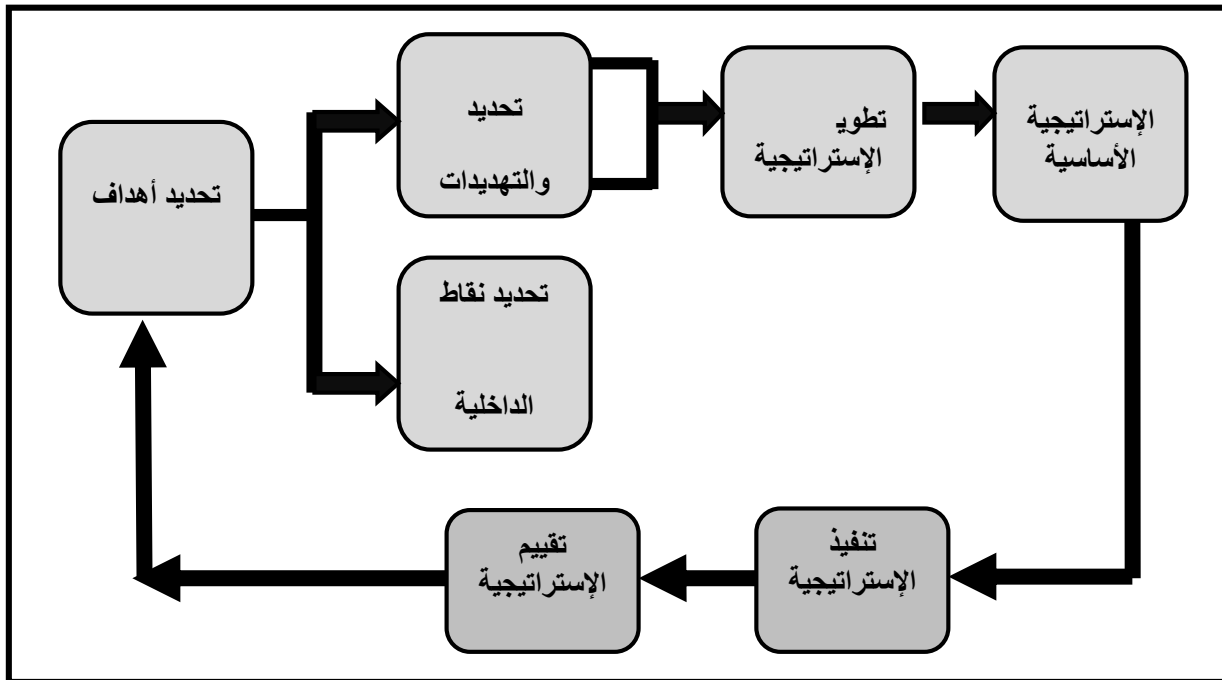 تحديد أهداف
تحديد
والتهديدات
تحديد نقاط
الداخلية
تطوير
الإستراتيجية
الإستراتيجية
الأساسية
تنفيذ
الإستراتيجية
تقييم
الإستراتيجية